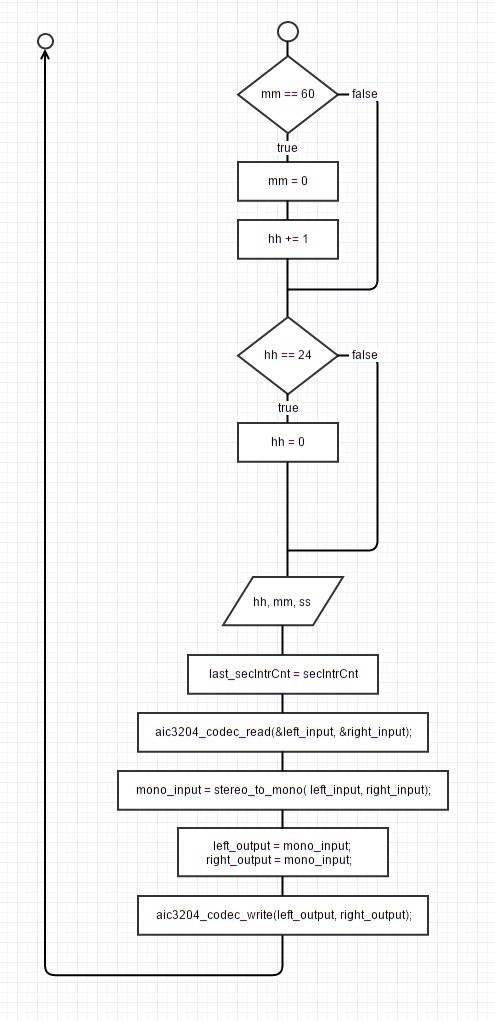 mm == 60
false
true
mm = 0
hh += 1
hh == 24
false
true
hh = 0
hh, mm, ss
last_secIntrCnt = secIntrCnt
aic3204_codec_read(&left_input, &right_input);
mono_input = stereo_to_mono( left_input, right_input);
left_output = mono_input;
right_output = mono_input;
aic3204_codec_write(left_output, right_output);